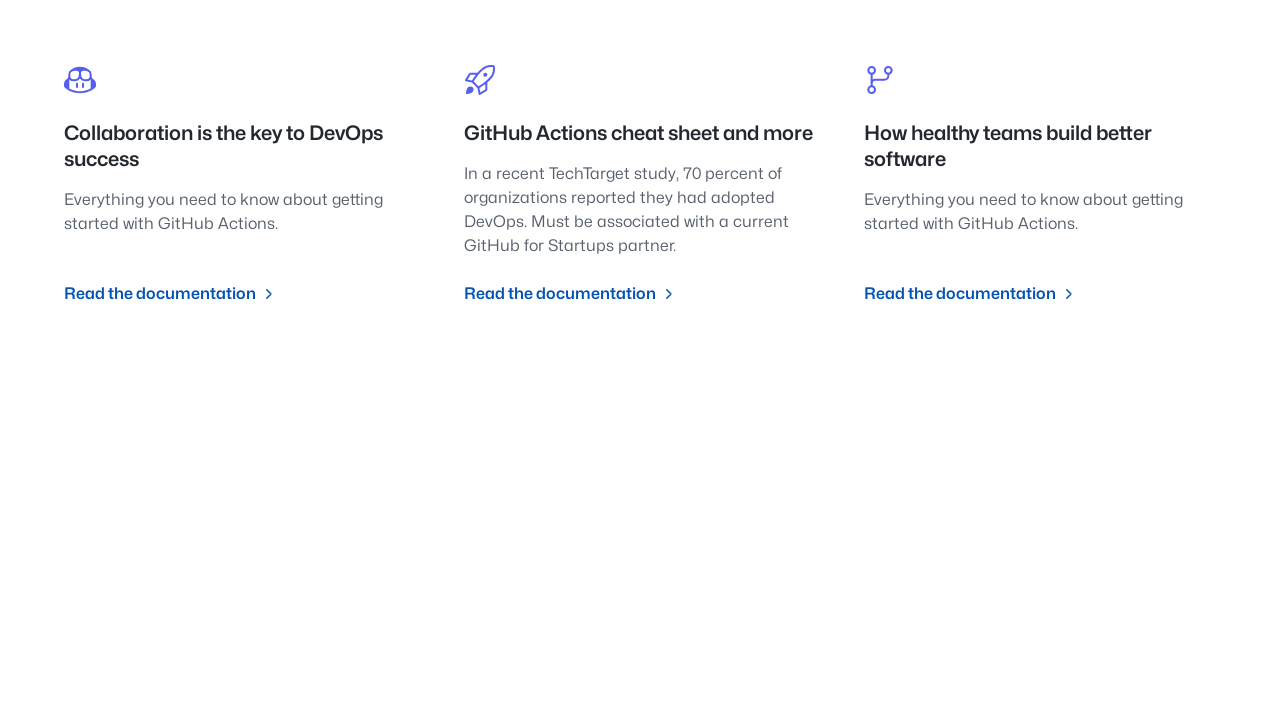 Collaboration is the key to DevOps
success
Everything you need to know about getting
started with GitHub Actions.
Read the documentation
GitHub Actions cheat sheet and more
In a recent TechTarget study, 70 percent of
organizations reported they had adopted
DevOps. Must be associated with a current
GitHub for Startups partner.
Read the documentation
How healthy teams build better
software
Everything you need to know about getting
started with GitHub Actions.
Read the documentation